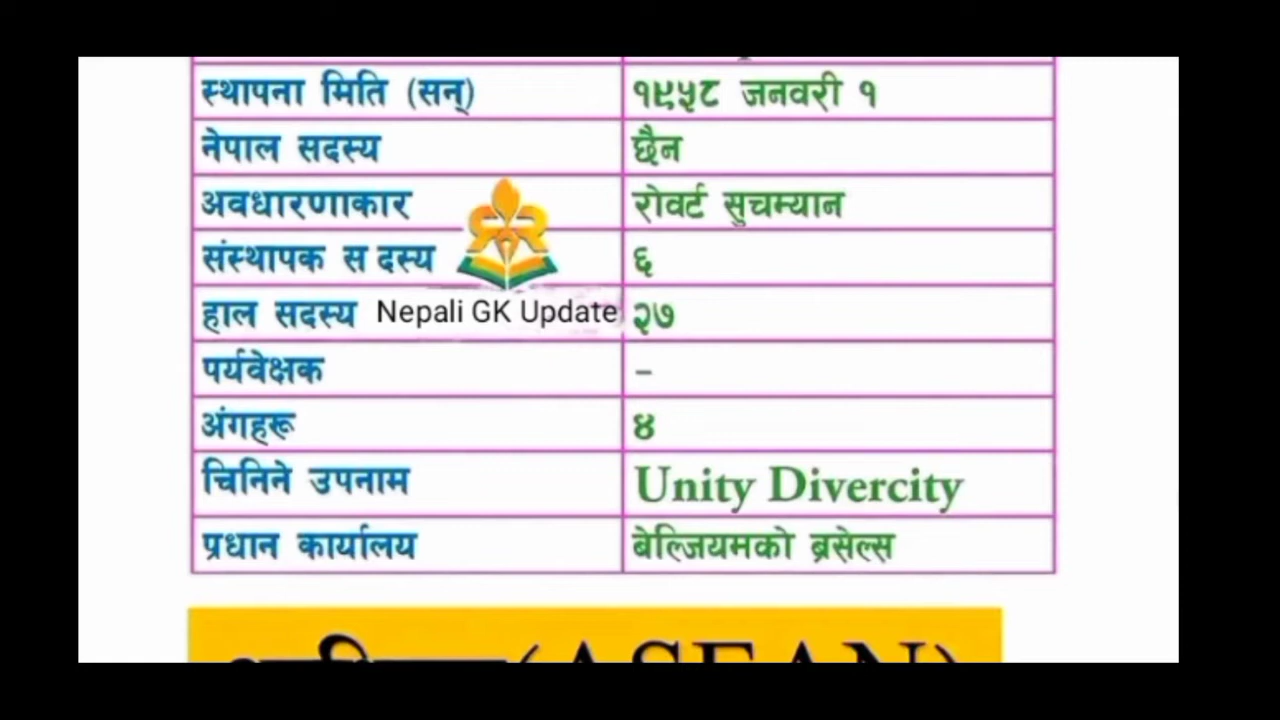 स्थापना मिति (सन्) १९५८ जनवरी १
नेपाल सदस्य छैन
अवधारणाकार रोवर्ट सुचम्यान
संस्थापक स दस्य ६
हाल सदस्य २७
Nepali GK Update
पर्यवेक्षक –
अंगहरू ४
चिनिने उपनाम Unity Divercity
प्रधान कार्यालय बेल्जियमको ब्रसेल्स
(ASEAN)